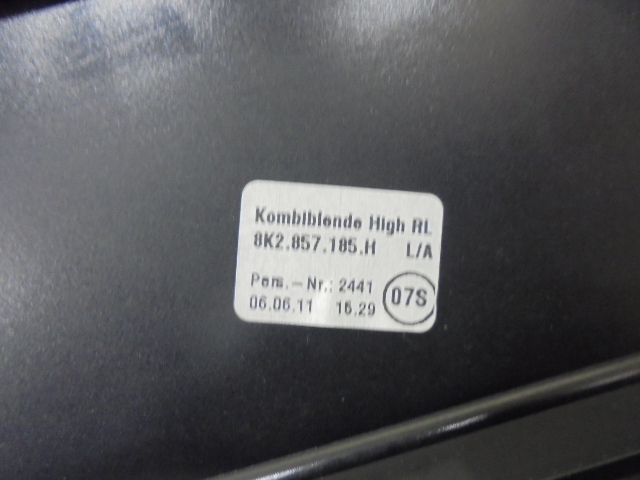 Kombiblende High RL
8K2.857.185.H L/A
Pers.-Nr.: 2441
06.06.11 15.29
07S